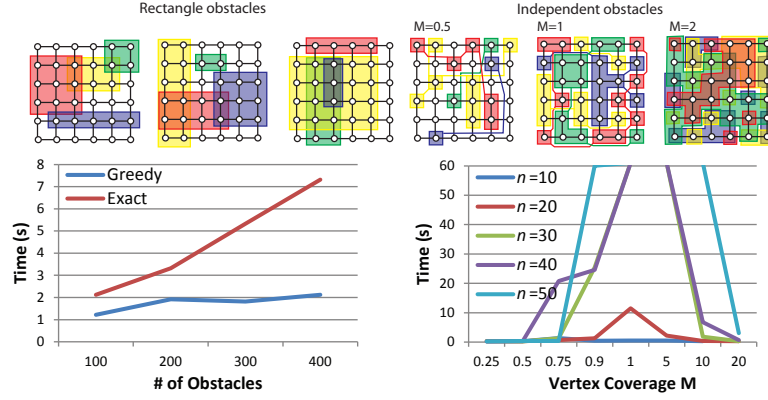 Rectangle obstacles
Independent obstacles
M=0.5
M=1
M=2
8
7
6
5
4
3
2
1
0
Time (s)
Greedy
Exact
100
200
300
400
# of Obstacles
60
50
40
30
20
10
0
Time (s)
n=10
n=20
n=30
n=40
n=50
0.25
0.5
0.75
0.9
1
5
10
20
Vertex Coverage M